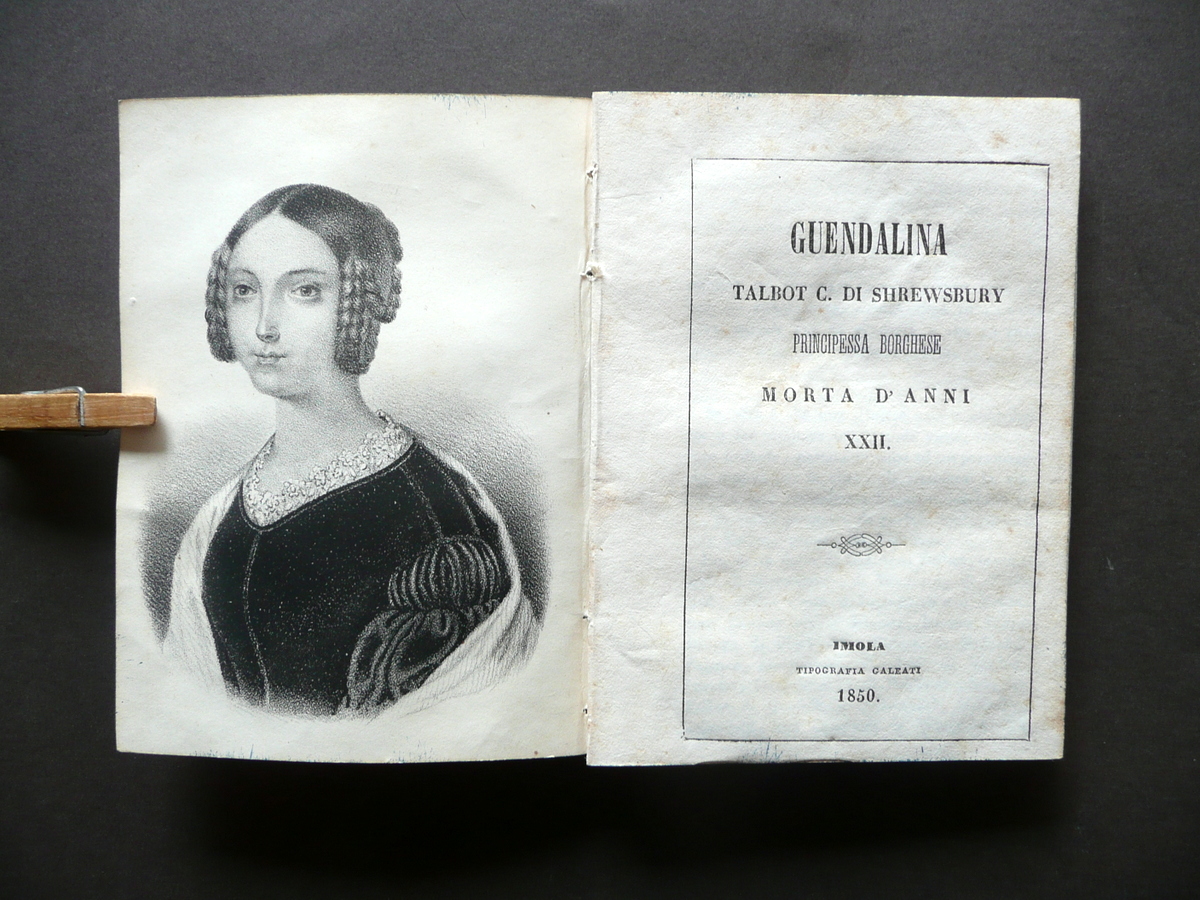 GUENDALINA
TALBOT C. DI SHREWSBURY
PRINCIPESSA BORGHESE
MORTA D' ANNI
XXII.
IMOLA
TIPOGRAFIA GALEATI
1850.